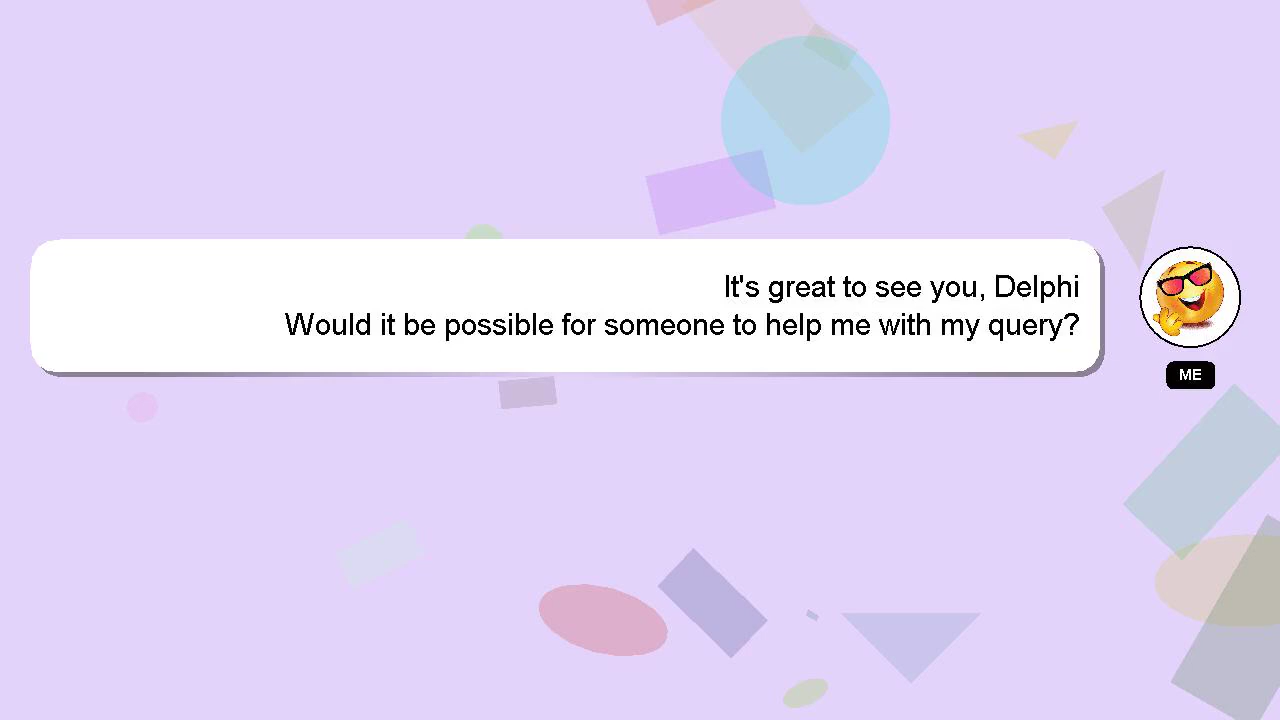 It's great to see you, Delphi
Would it be possible for someone to help me with my query?
ME